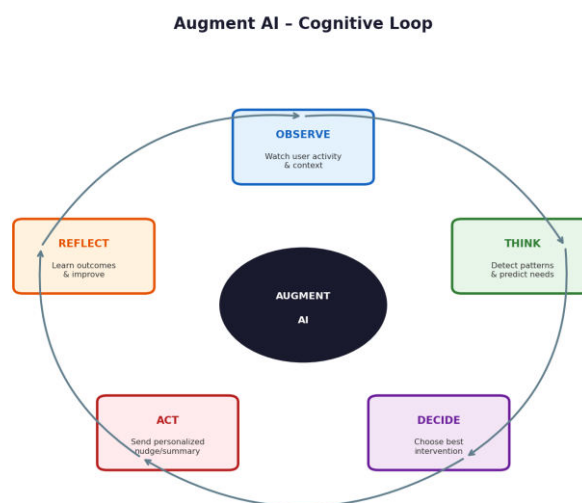 Augment AI – Cognitive Loop
OBSERVE
Watch user activity
& context
REFLECT
Learn outcomes
& improve
THINK
Detect patterns
& predict needs
AUGMENT
AI
ACT
Send personalized
nudge/summary
DECIDE
Choose best
intervention